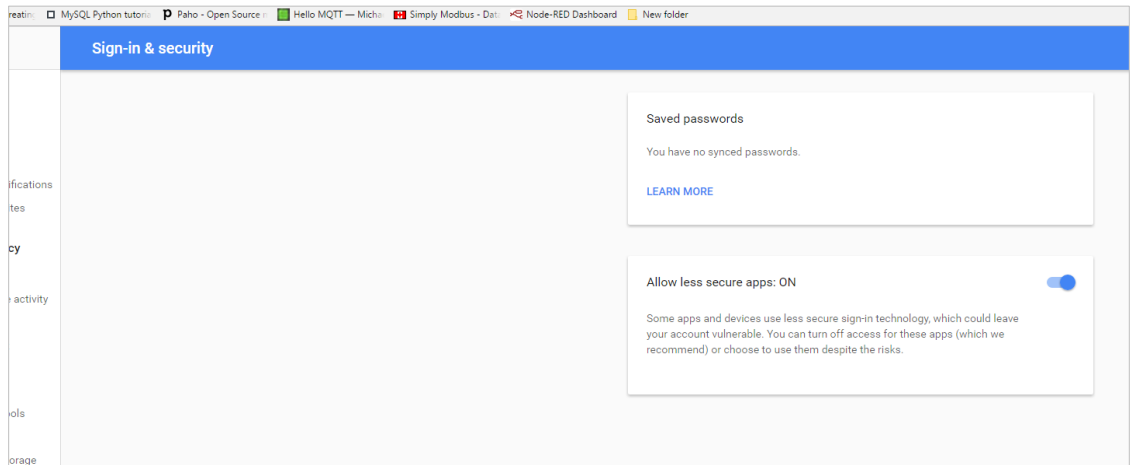 reating MySQL Python tutoria Paho - Open Source m Hello MQTT — Micha Simply Modbus - Data Node-RED Dashboard New folder
Sign-in & security
Saved passwords
You have no synced passwords.
LEARN MORE
ifications
tes
cy
activity
ools
orage
Allow less secure apps: ON
Some apps and devices use less secure sign-in technology, which could leave
your account vulnerable. You can turn off access for these apps (which we
recommend) or choose to use them despite the risks.